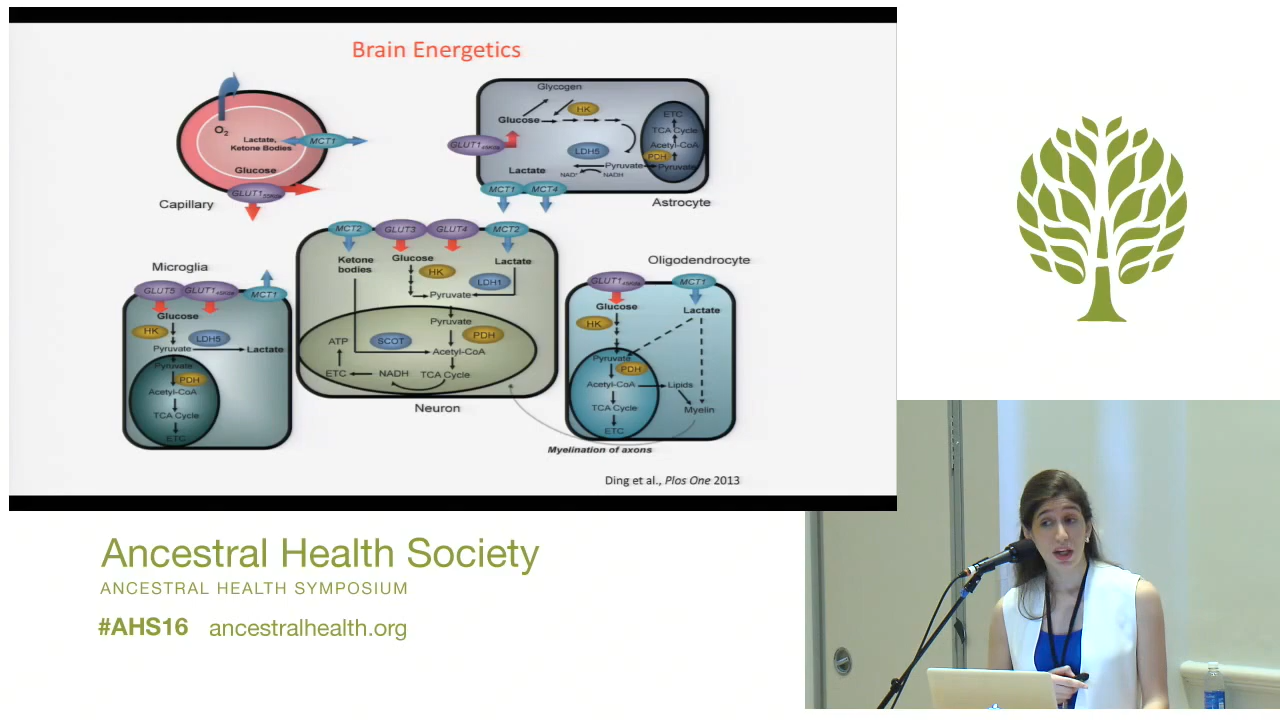 Brain Energetics
O2
Lactate,
Ketone Bodies
MCT1
Glucose
GLUT1
Capillary
Glycogen
HK
Glucose
GLUT1
LDH5
ETC
TCA Cycle
Acetyl-CoA
PDH
Pyruvate
Pyruvate
NAD+
NADH
Lactate
MCT1
MCT4
Astrocyte
MCT2
GLUT3
GLUT4
MCT2
Ketone
bodies
Glucose
Lactate
HK
LDH1
Pyruvate
Pyruvate
PDH
ATP
SCOT
Acetyl-CoA
ETC
NADH
TCA Cycle
Neuron
Microglia
GLUT5
GLUT1
MCT1
Glucose
HK
LDH5
Pyruvate
Lactate
Pyruvate
PDH
Acetyl-CoA
TCA Cycle
ETC
Oligodendrocyte
GLUT1
MCT1
Glucose
Lactate
HK
Pyruvate
PDH
Acetyl-CoA
Lipids
TCA Cycle
Myelin
ETC
Myelination of axons
Ding et al., Plos One 2013
Ancestral Health Society
ANCESTRAL HEALTH SYMPOSIUM
#AHS16 ancestralhealth.org